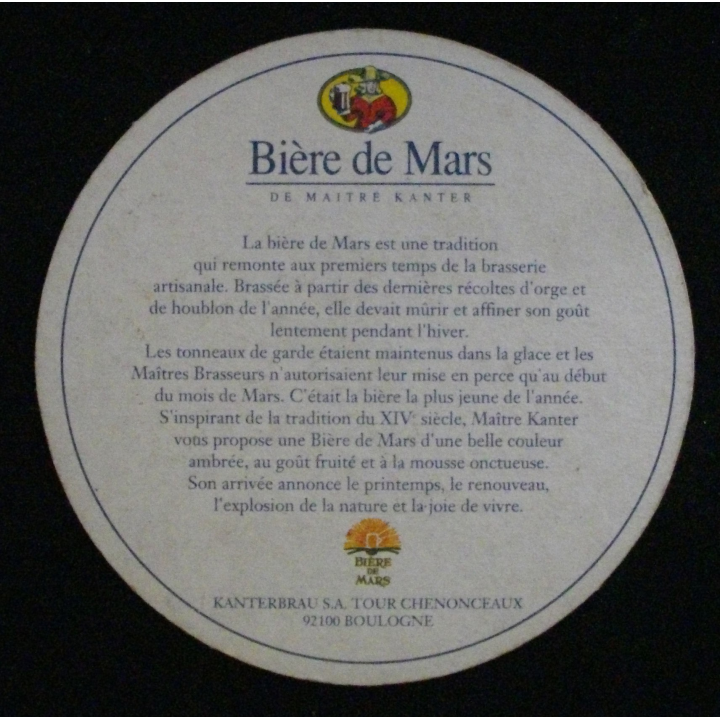 Bière de Mars
DE MAITRE KANTER
La bière de Mars est une tradition
qui remonte aux premiers temps de la brasserie
artisanale. Brassée à partir des dernières récoltes d'orge et
de houblon de l'année, elle devait mûrir et affiner son goût
lentement pendant l'hiver.
Les tonneaux de garde étaient maintenus dans la glace et les
Maîtres Brasseurs n'autorisaient leur mise en perce qu'au début
du mois de Mars. C'était la bière la plus jeune de l'année.
S'inspirant de la tradition du XIVe siècle, Maître Kanter
vous propose une Bière de Mars d'une belle couleur
ambrée, au goût fruité et à la mousse onctueuse.
Son arrivée annonce le printemps, le renouveau,
l'explosion de la nature et la joie de vivre.
BIÈRE
DE
MARS
KANTERBRAU S.A. TOUR CHENONCEAUX
92100 BOULOGNE